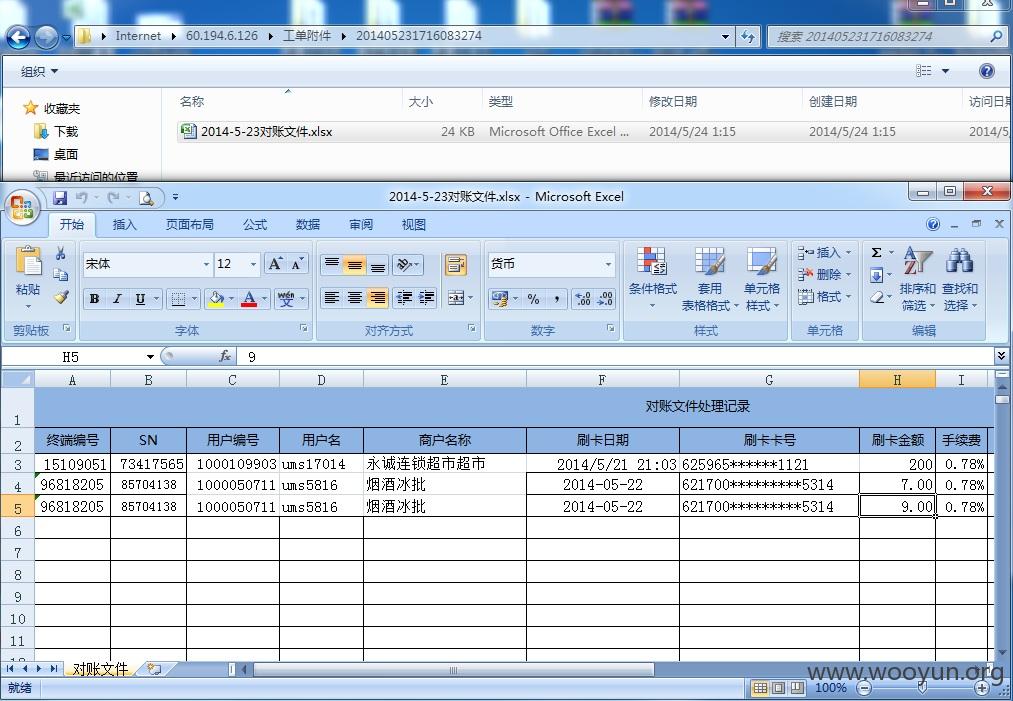 Internet 60.194.6.126 工单附件 201405231716083274 搜索 201405231716083274
组织
名称 大小 类型 修改日期 创建日期 访问日期
收藏夹
下载
桌面
最近访问的位置
2014-5-23对账文件.xlsx 24 KB Microsoft Office Excel ... 2014/5/24 1:15 2014/5/24 1:15 2014/5/
2014-5-23对账文件.xlsx - Microsoft Excel
开始 插入 页面布局 公式 数据 审阅 视图
宋体 12 货币 Σ
B I U A wén %
粘贴 条件格式 套用 表格格式 单元格 样式 插入 删除 格式 排序和 筛选 查找和 选择
剪贴板 字体 对齐方式 数字 样式 单元格 编辑
H5 fx 9
A B C D E F G H I
1 对账文件处理记录
2 终端编号 SN 用户编号 用户名 商户名称 刷卡日期 刷卡卡号 刷卡金额 手续费
3 15109051 73417565 1000109903 ums17014 永诚连锁超市超市 2014/5/21 21:03 625965******1121 200 0.78%
4 96818205 85704138 1000050711 ums5816 烟酒冰批 2014-05-22 621700*********5314 7.00 0.78%
5 96818205 85704138 1000050711 ums5816 烟酒冰批 2014-05-22 621700*********5314 9.00 0.78%
6
7
8
9
10
11
对账文件
www.wooyun.org
就绪 100%